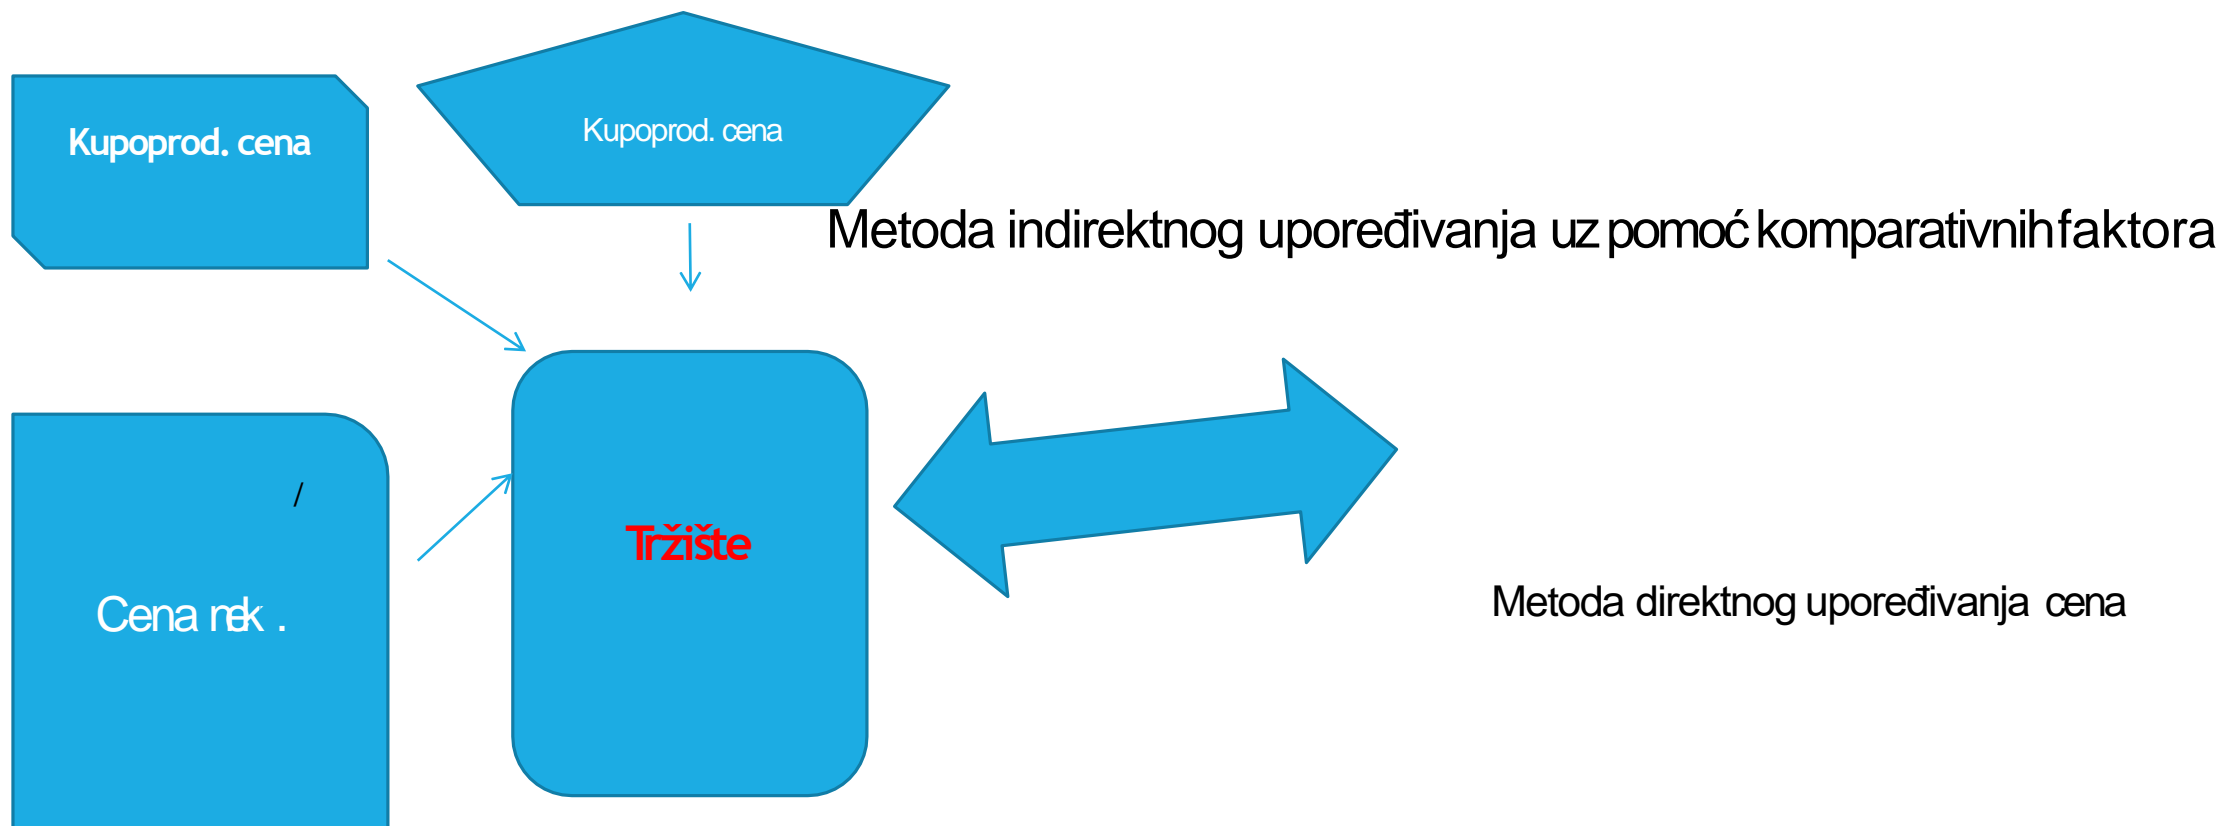 Kupoprod. cena
Kupoprod. cena
Metoda indirektnog upoređivanja uz pomoć komparativnih faktora
/
Tržište
Cena nek.
Metoda direktnog upoređivanja cena